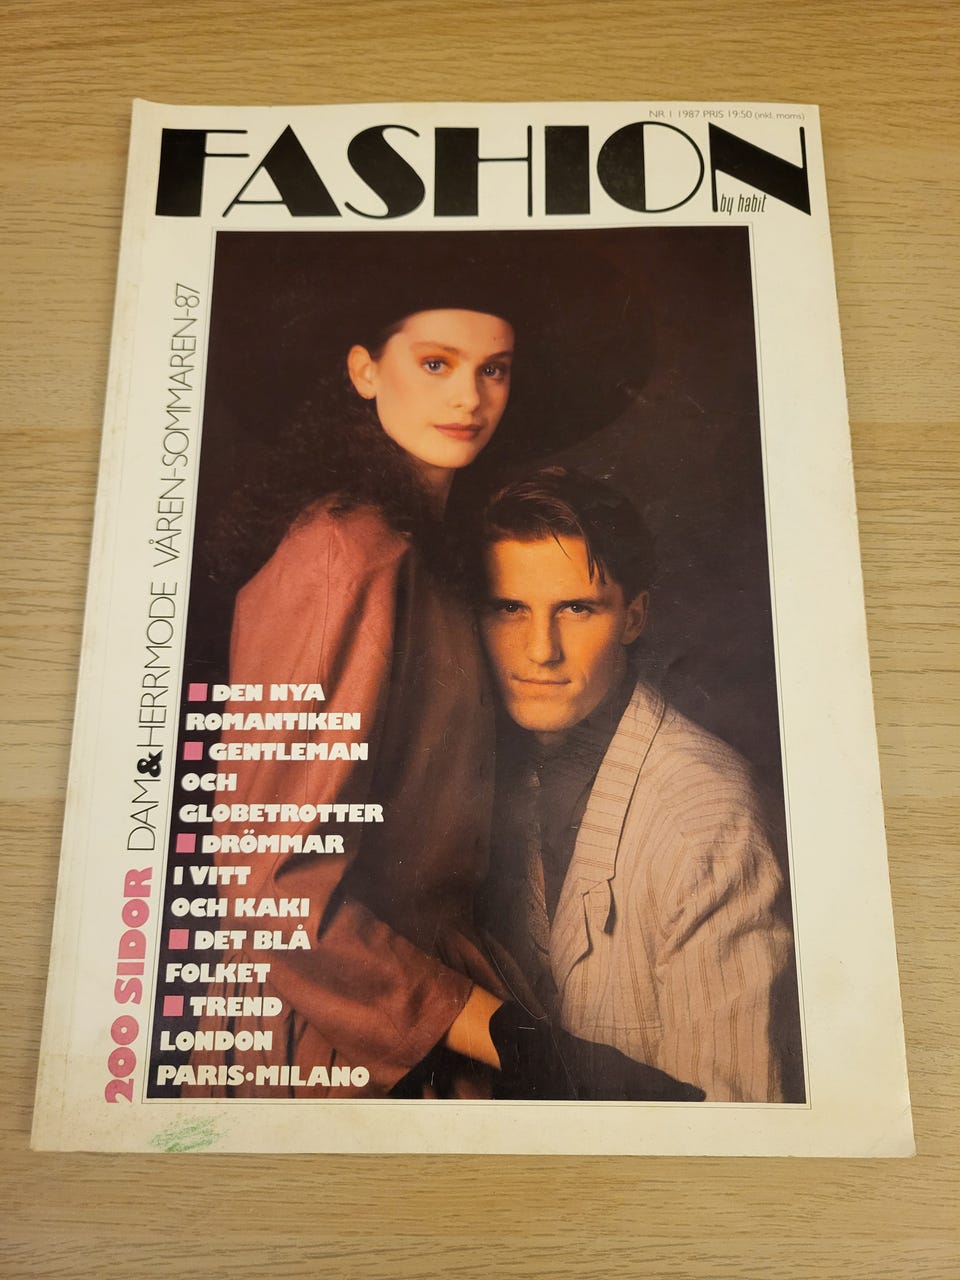 NR 1 1987 PRIS 19:50 (inkl. moms)
FASHION
by habit
200 SIDOR DAM&HERRMODE VÅREN-SOMMAREN-87
■ DEN NYA
ROMANTIKEN
■ GENTLEMAN
OCH
GLOBETROTTER
■ DRÖMMAR
I VITT
OCH KAKI
■ DET BLÅ
FOLKET
■ TREND
LONDON
PARIS•MILANO